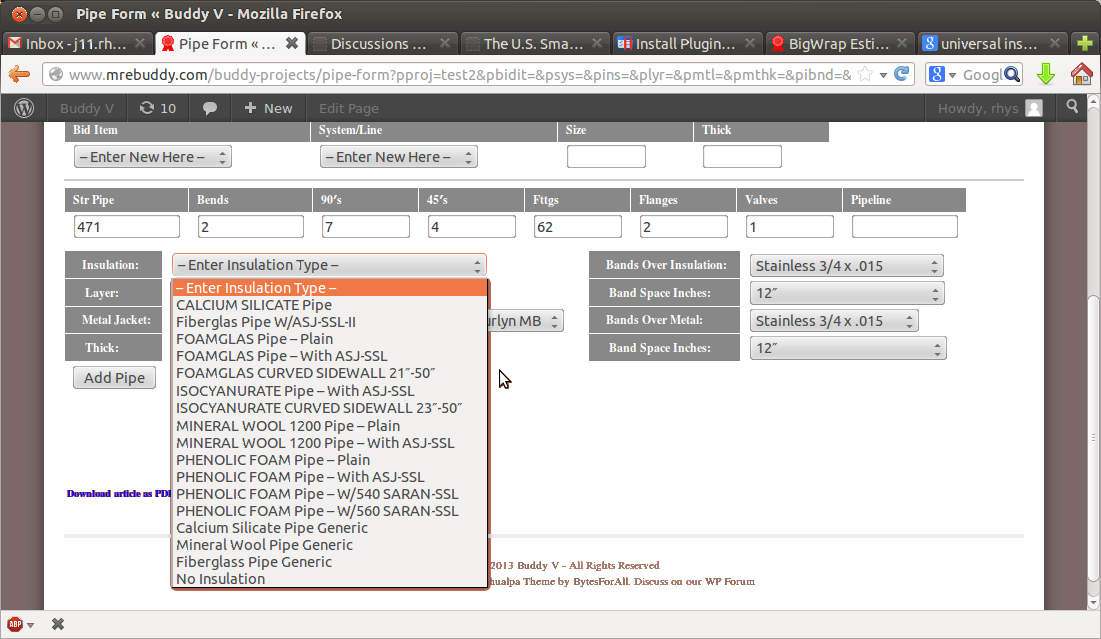 Pipe Form « Buddy V - Mozilla Firefox
Inbox - j11.rh... Pipe Form «... Discussions ... The U.S. Sma... Install Plugin... BigWrap Esti... universal ins...
www.mrebuddy.com/buddy-projects/pipe-form?pproj=test2&pbidit=&psys=&pins=&plyr=&pmtl=&pmthk=&pibnd=& Googl
Buddy V 10 + New Edit Page Howdy, rhys
Bid Item System/Line Size Thick
– Enter New Here – – Enter New Here –
Str Pipe Bends 90′s 45′s Fttgs Flanges Valves Pipeline
471 2 7 4 62 2 1
Insulation: – Enter Insulation Type – Bands Over Insulation: Stainless 3/4 x .015
Layer: Band Space Inches: 12″
Metal Jacket: urlyn MB Bands Over Metal: Stainless 3/4 x .015
Thick: Band Space Inches: 12″
Add Pipe
– Enter Insulation Type –
CALCIUM SILICATE Pipe
Fiberglas Pipe W/ASJ-SSL-II
FOAMGLAS Pipe – Plain
FOAMGLAS Pipe – With ASJ-SSL
FOAMGLAS CURVED SIDEWALL 21″-50″
ISOCYANURATE Pipe – With ASJ-SSL
ISOCYANURATE CURVED SIDEWALL 23″-50″
MINERAL WOOL 1200 Pipe – Plain
MINERAL WOOL 1200 Pipe – With ASJ-SSL
PHENOLIC FOAM Pipe – Plain
PHENOLIC FOAM Pipe – With ASJ-SSL
PHENOLIC FOAM Pipe – W/540 SARAN-SSL
PHENOLIC FOAM Pipe – W/560 SARAN-SSL
Calcium Silicate Pipe Generic
Mineral Wool Pipe Generic
Fiberglass Pipe Generic
No Insulation
Download article as PD
2013 Buddy V - All Rights Reserved
hualpa Theme by BytesForAll. Discuss on our WP Forum
ABP